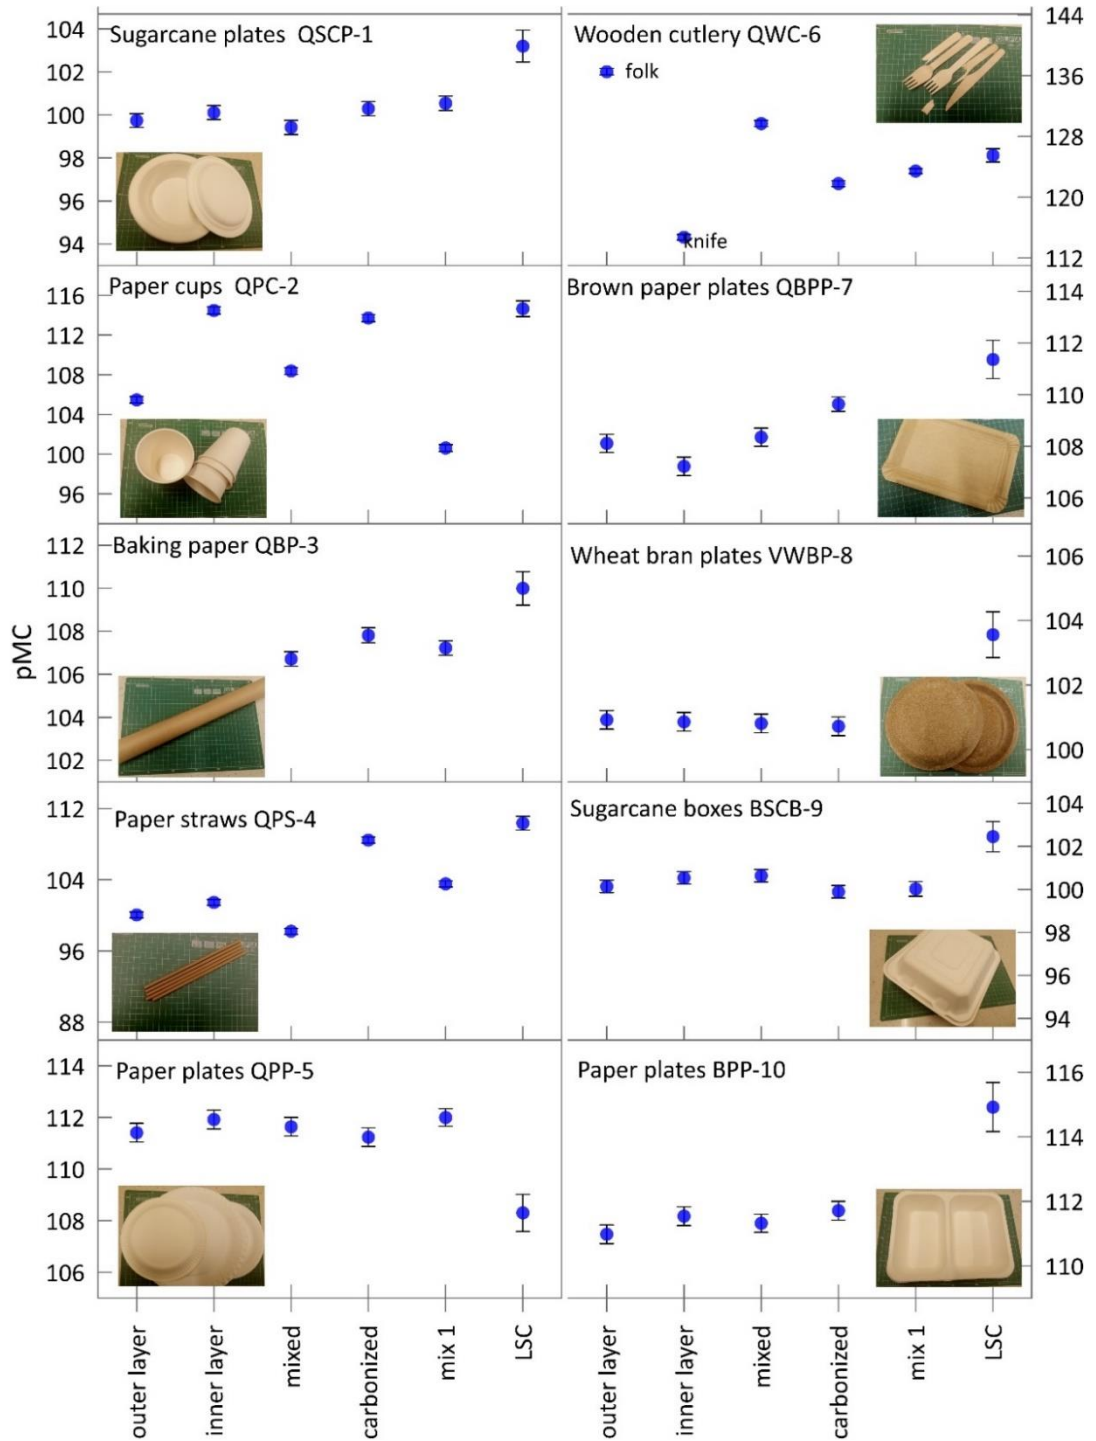 pMC
Sugarcane plates QSCP-1
104
102
100
98
96
94
Wooden cutlery QWC-6
folk
knife
144
136
128
120
112
Paper cups QPC-2
116
112
108
104
100
96
Brown paper plates QBPP-7
114
112
110
108
106
Baking paper QBP-3
112
110
108
106
104
102
Wheat bran plates VWBP-8
106
104
102
100
Paper straws QPS-4
112
104
96
88
Sugarcane boxes BSCB-9
104
102
100
98
96
94
Paper plates QPP-5
114
112
110
108
106
Paper plates BPP-10
116
114
112
110
outer layer
inner layer
mixed
carbonized
mix 1
LSC
outer layer
inner layer
mixed
carbonized
mix 1
LSC